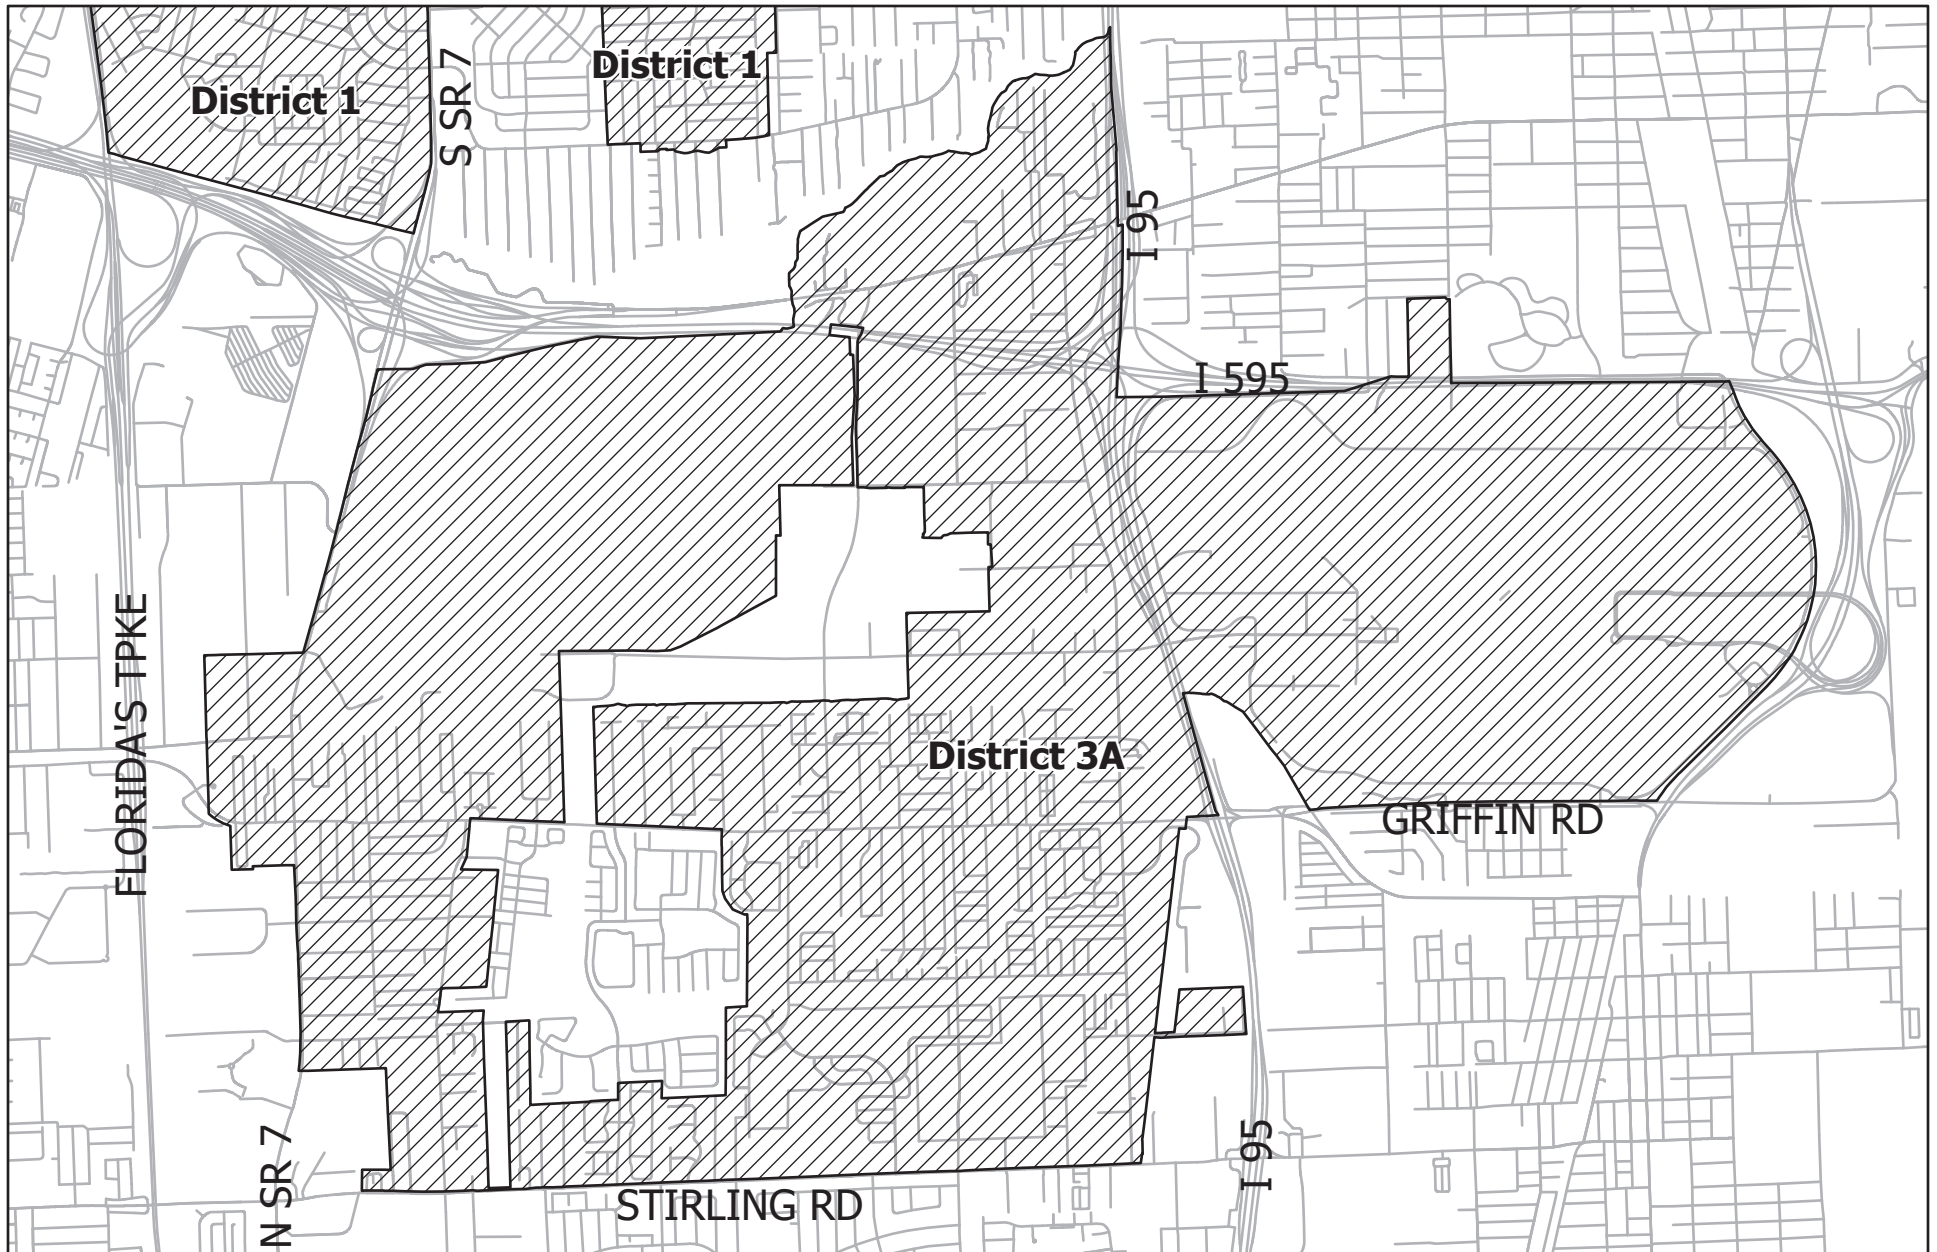 District 1
District 1
S SR 7
I 95
I 595
FLORIDA'S TPKE
District 3A
GRIFFIN RD
N SR 7
STIRLING RD
I 95